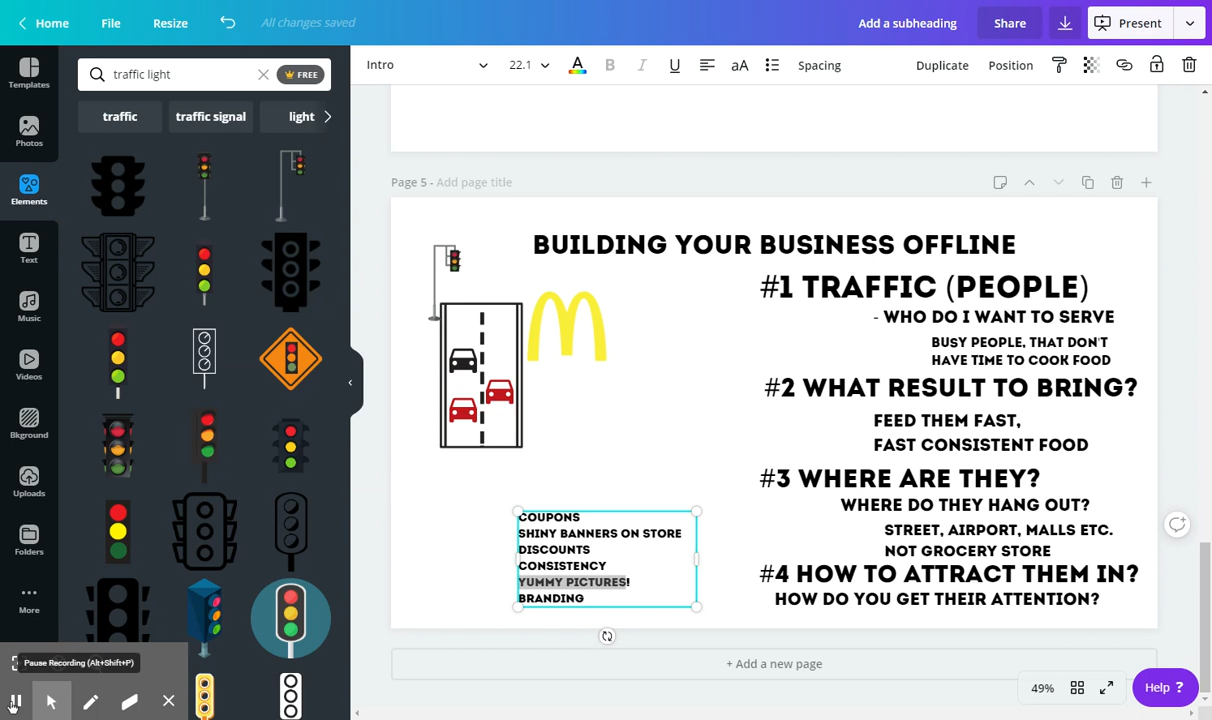 Home
File
Resize
All changes saved
Add a subheading
Share
Present
traffic light
FREE
traffic
traffic signal
light
Templates
Photos
Elements
Text
Music
Videos
Bkground
Uploads
Folders
More
Intro
22.1
A
B
I
U
aA
Spacing
Duplicate
Position
Page 5 - Add page title
BUILDING YOUR BUSINESS OFFLINE
#1 TRAFFIC (PEOPLE)
- WHO DO I WANT TO SERVE
BUSY PEOPLE, THAT DON'T
HAVE TIME TO COOK FOOD
#2 WHAT RESULT TO BRING?
FEED THEM FAST,
FAST CONSISTENT FOOD
#3 WHERE ARE THEY?
WHERE DO THEY HANG OUT?
STREET, AIRPORT, MALLS ETC.
NOT GROCERY STORE
#4 HOW TO ATTRACT THEM IN?
HOW DO YOU GET THEIR ATTENTION?
COUPONS
SHINY BANNERS ON STORE
DISCOUNTS
CONSISTENCY
YUMMY PICTURES!
BRANDING
+ Add a new page
49%
Help ?
Pause Recording (Alt+Shift+P)